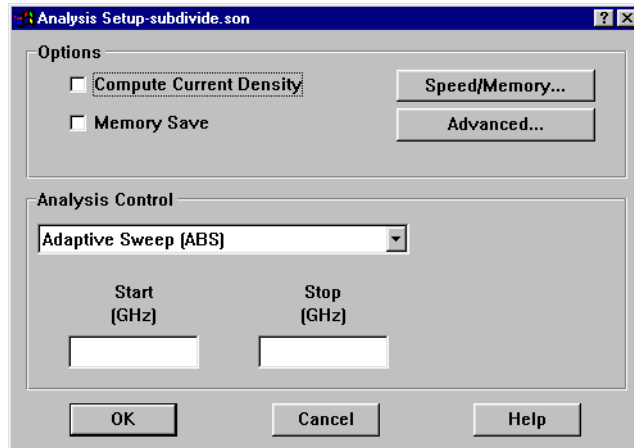 Analysis Setup-subdivide.son
Options
Compute Current Density
Speed/Memory...
Memory Save
Advanced...
Analysis Control
Adaptive Sweep (ABS)
Start
(GHz)
Stop
(GHz)
OK
Cancel
Help